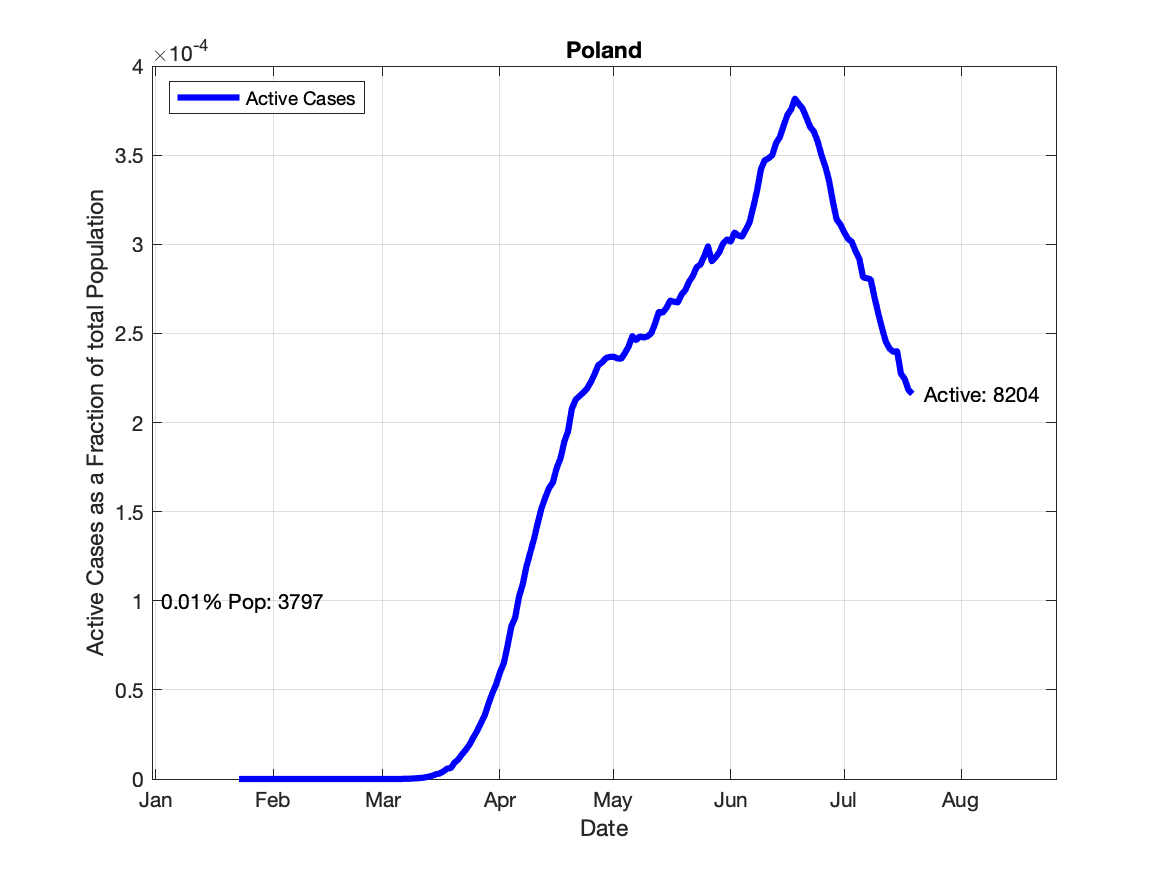 Poland
×10-4
4
3.5
3
2.5
2
1.5
1
0.5
0
Active Cases as a Fraction of total Population
Active Cases
Active: 8204
0.01% Pop: 3797
Jan Feb Mar Apr May Jun Jul Aug
Date